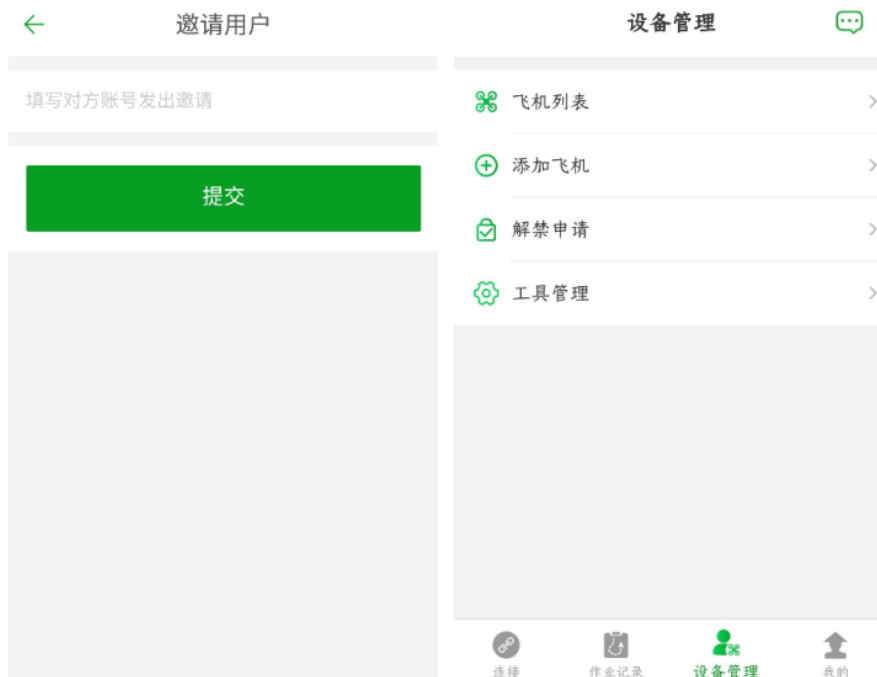 邀请用户
填写对方账号发出邀请
提交
设备管理
飞机列表
添加飞机
解禁申请
工具管理
连接
作业记录
设备管理
我的